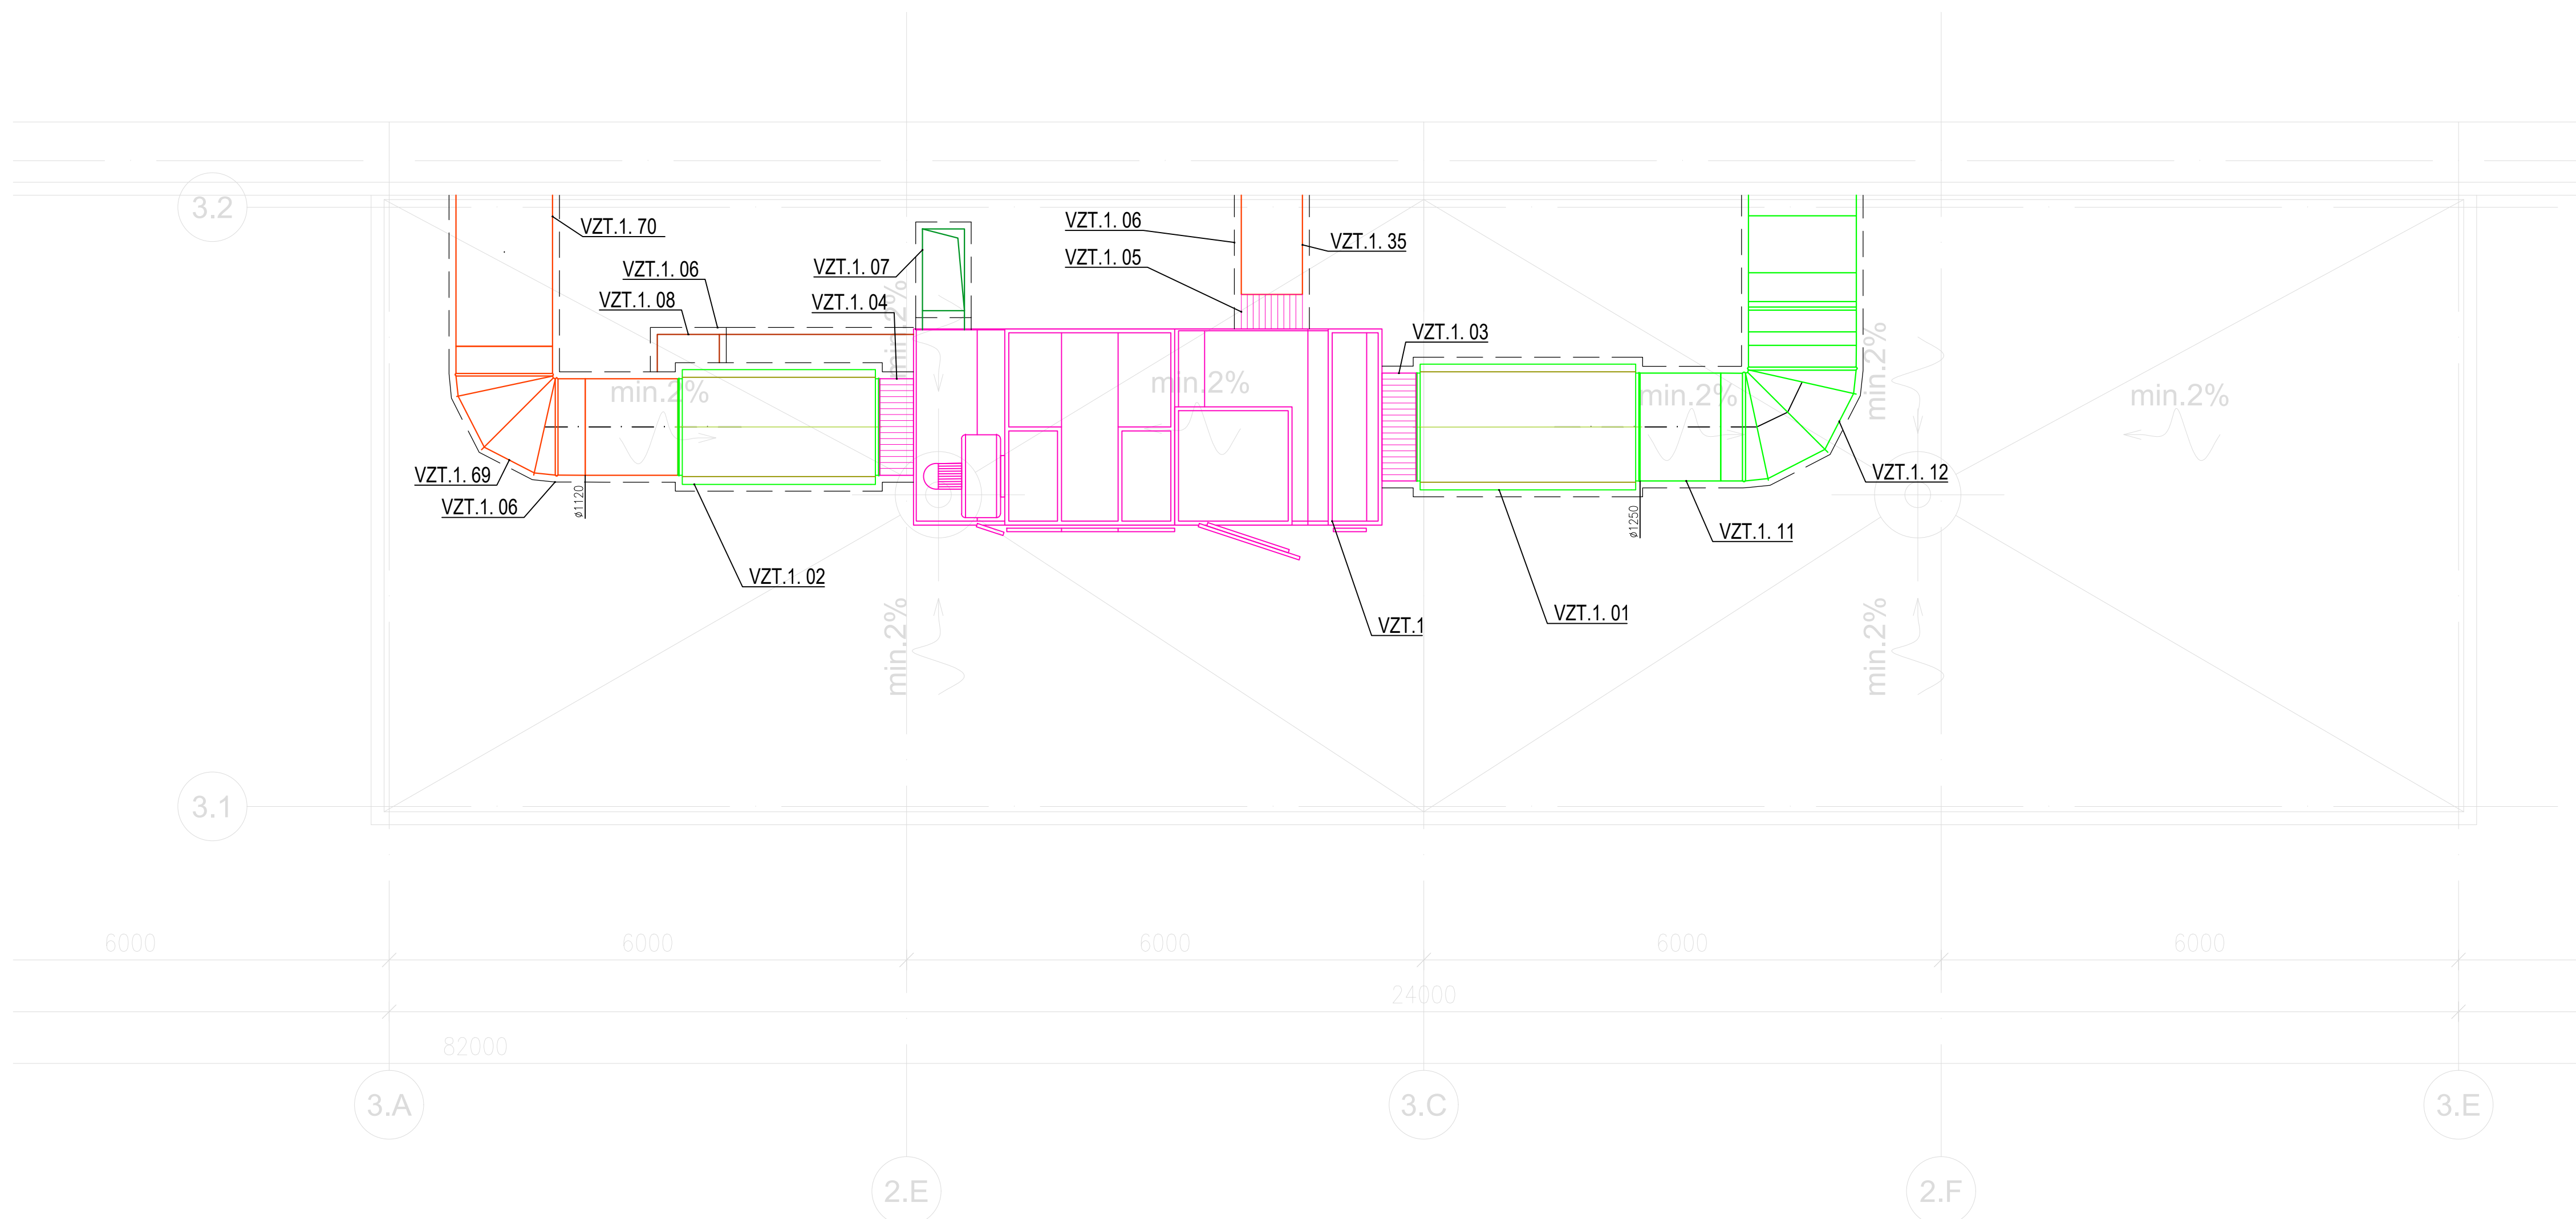 3.2
VZT.1. 70
VZT.1. 06
VZT.1. 35
VZT.1. 05
VZT.1. 06
VZT.1. 07
VZT.1. 08
VZT.1. 04
min.2%
VZT.1. 03
min.2%
min.2%
min.2%
min.2%
min.2%
VZT.1. 69
VZT.1. 06
ø1120
VZT.1. 12
ø1250
VZT.1. 11
VZT.1. 02
VZT.1. 01
VZT.1
min.2%
min.2%
3.1
6000
6000
6000
6000
6000
24000
82000
3.A
3.C
3.E
2.E
2.F